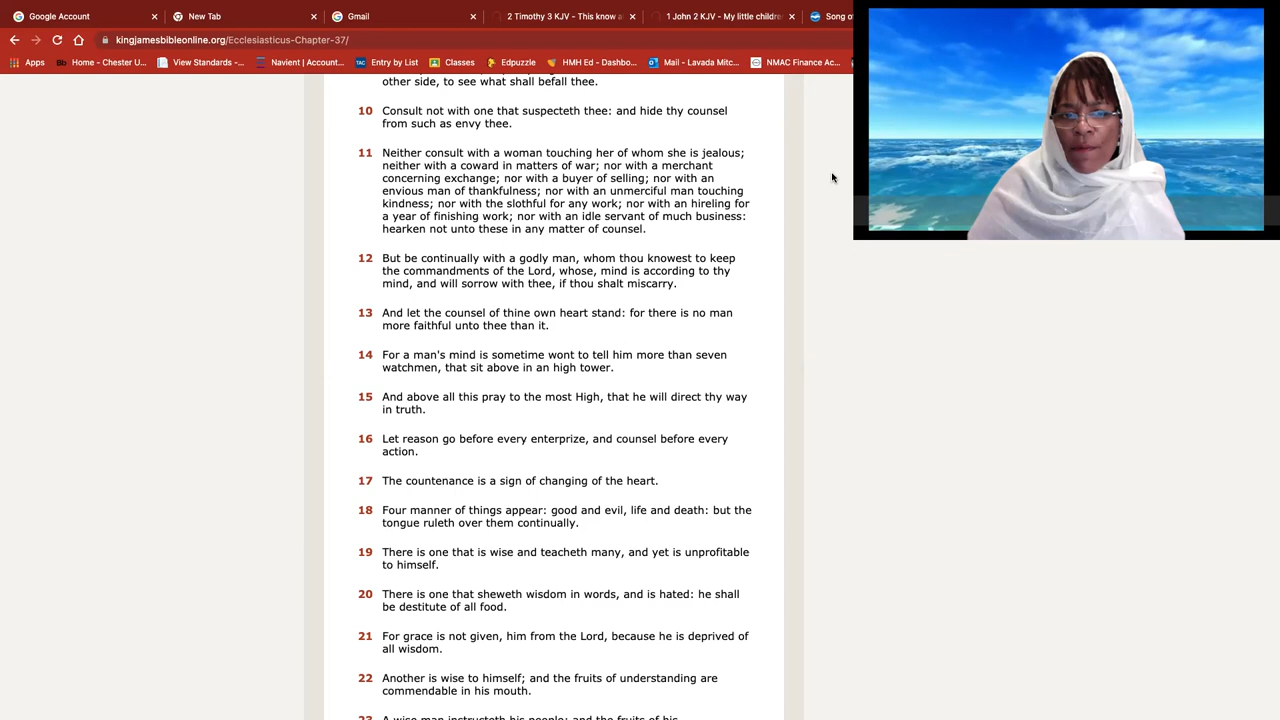 Google Account
New Tab
Gmail
2 Timothy 3 KJV - This know a
1 John 2 KJV - My little childre
Song o
kingjamesbibleonline.org/Ecclesiasticus-Chapter-37/
Apps
Bb Home - Chester U...
View Standards -...
Navient | Account...
TAC Entry by List
Classes
Edpuzzle
HMH Ed - Dashbo...
Mail - Lavada Mitc...
NMAC Finance Ac...
other side, to see what shall befall thee.
10 Consult not with one that suspecteth thee: and hide thy counsel
from such as envy thee.
11 Neither consult with a woman touching her of whom she is jealous;
neither with a coward in matters of war; nor with a merchant
concerning exchange; nor with a buyer of selling; nor with an
envious man of thankfulness; nor with an unmerciful man touching
kindness; nor with the slothful for any work; nor with an hireling for
a year of finishing work; nor with an idle servant of much business:
hearken not unto these in any matter of counsel.
12 But be continually with a godly man, whom thou knowest to keep
the commandments of the Lord, whose, mind is according to thy
mind, and will sorrow with thee, if thou shalt miscarry.
13 And let the counsel of thine own heart stand: for there is no man
more faithful unto thee than it.
14 For a man's mind is sometime wont to tell him more than seven
watchmen, that sit above in an high tower.
15 And above all this pray to the most High, that he will direct thy way
in truth.
16 Let reason go before every enterprize, and counsel before every
action.
17 The countenance is a sign of changing of the heart.
18 Four manner of things appear: good and evil, life and death: but the
tongue ruleth over them continually.
19 There is one that is wise and teacheth many, and yet is unprofitable
to himself.
20 There is one that sheweth wisdom in words, and is hated: he shall
be destitute of all food.
21 For grace is not given, him from the Lord, because he is deprived of
all wisdom.
22 Another is wise to himself; and the fruits of understanding are
commendable in his mouth.
23 A wise man instructeth his people; and the fruits of his